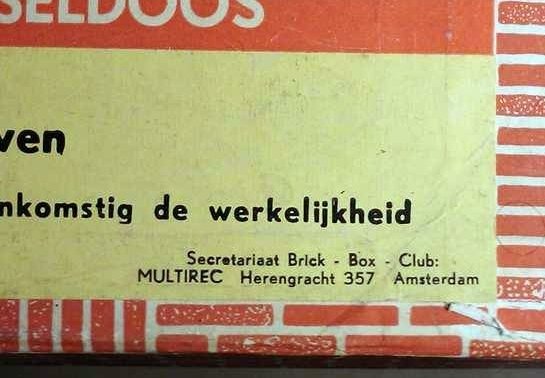 SELDOOS
ven
nkomstig de werkelijkheid
Secretariaat Brick - Box - Club:
MULTIREC Herengracht 357 Amsterdam